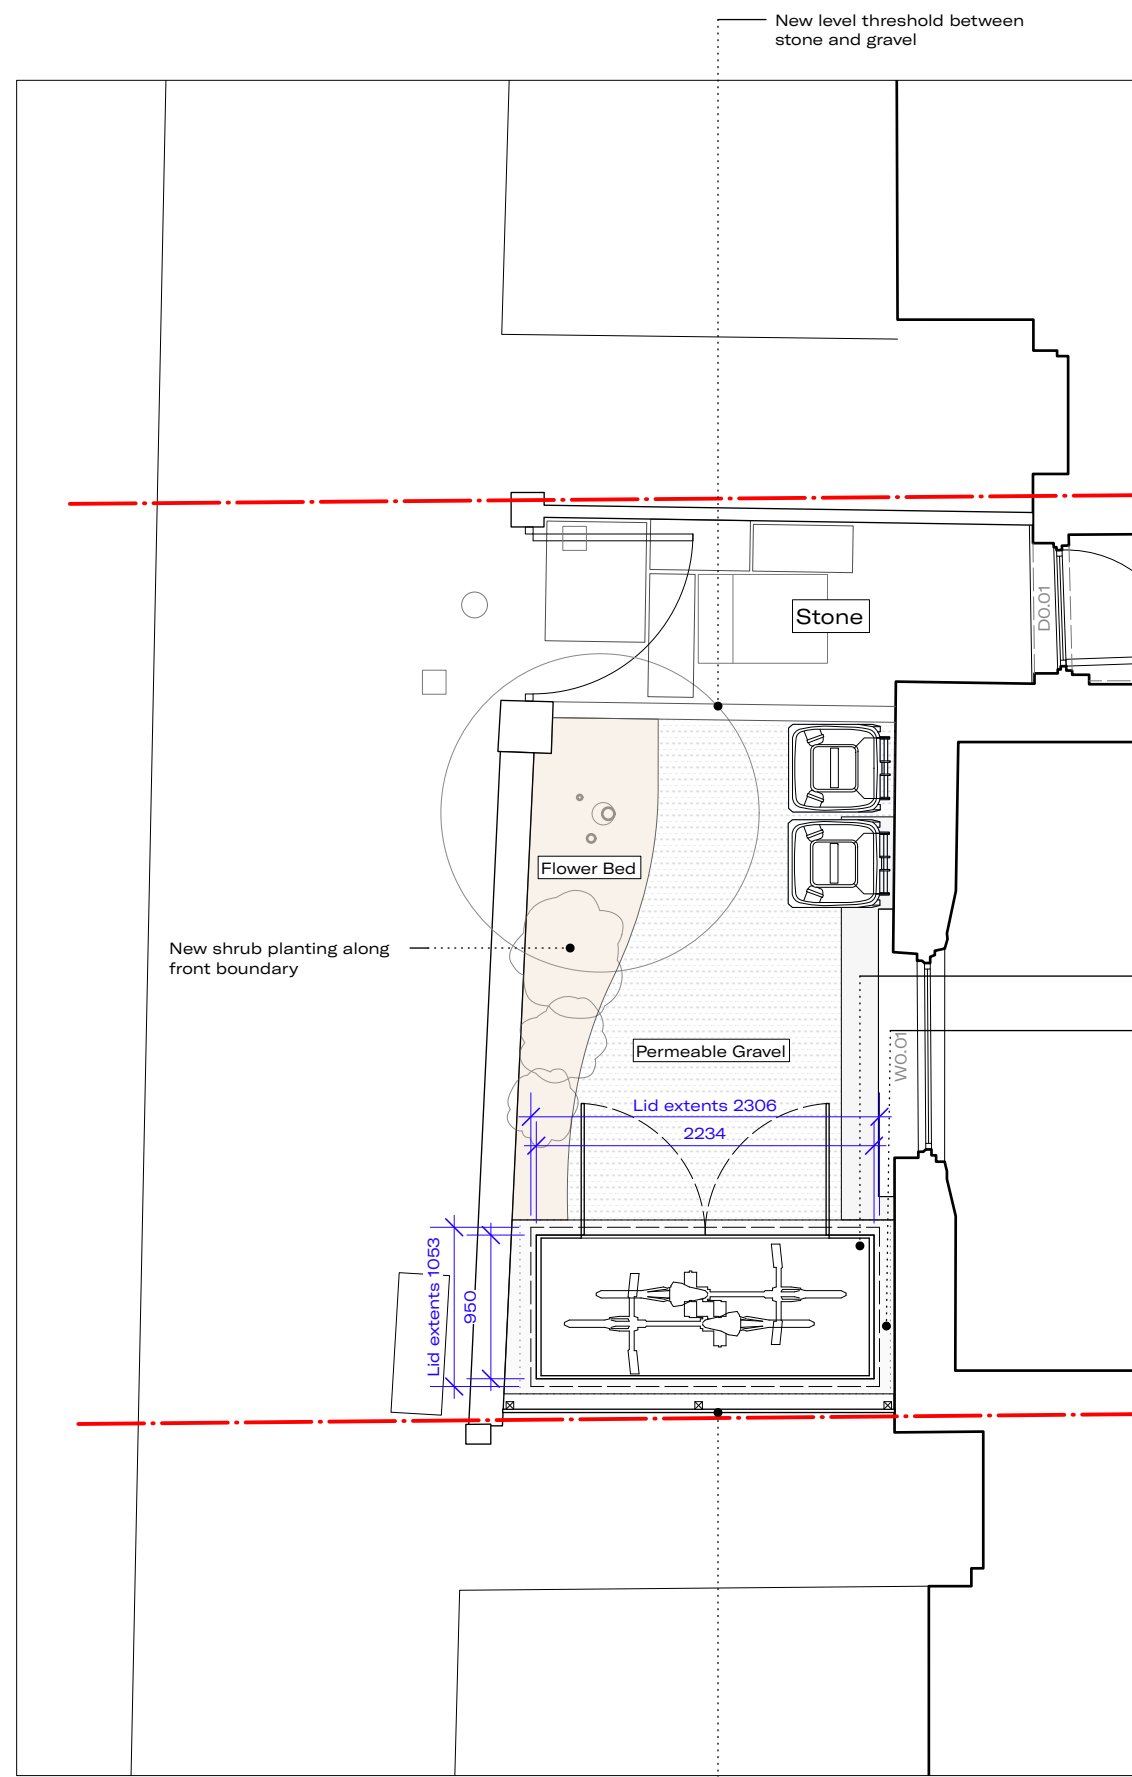 New level threshold between
stone and gravel
Stone
D0.01
Flower Bed
New shrub planting along
front boundary
Permeable Gravel
W0.01
Lid extents 2306
2234
Lid extents 1053
950